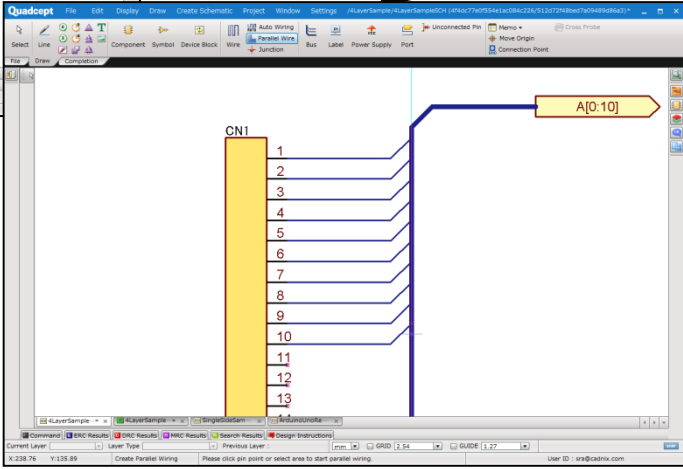 Quadcept File Edit Display Draw Create Schematic Project Window Settings
Select Line Component Symbol Device Block Wire Auto Wiring Parallel Wire Junction Bus Label Power Supply Port Unconnected Pin Memo Move Origin Connection Point Cross Probe
File Draw Completion
A[0:10]
CN1
1
2
3
4
5
6
7
8
9
10
11
12
13
4LayerSample 4LayerSample SingleSideSam ArduinoUnoRe
Command ERC Results DRC Results MRC Results Search Results Design Instructions
Current Layer Layer Type Previous Layer : mm GRID 2.54 GUIDE 1.27
X:238.76 Y:135.89 Create Parallel Wiring Please click pin point or select area to start parallel wiring. User ID : sra@cadnix.com